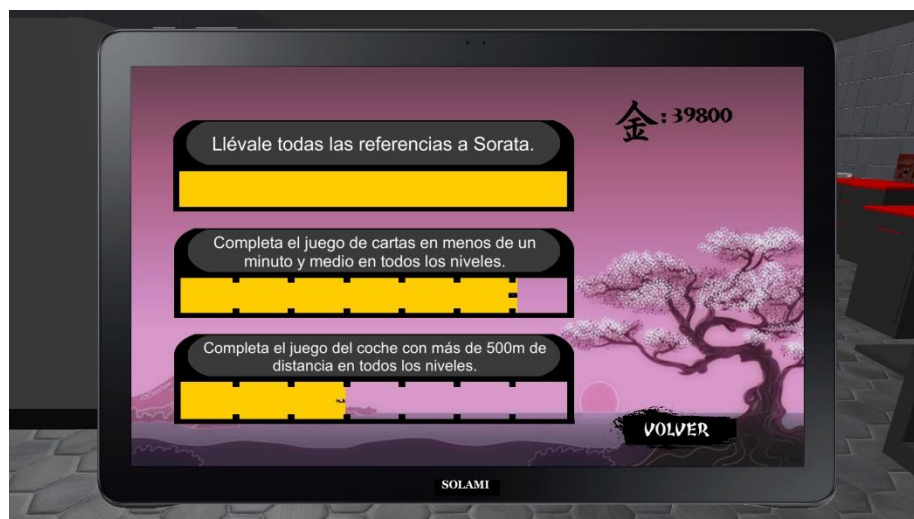 金:39800
Llévale todas las referencias a Sorata.
Completa el juego de cartas en menos de un
minuto y medio en todos los niveles.
Completa el juego del coche con más de 500m de
distancia en todos los niveles.
VOLVER
SOLAMI